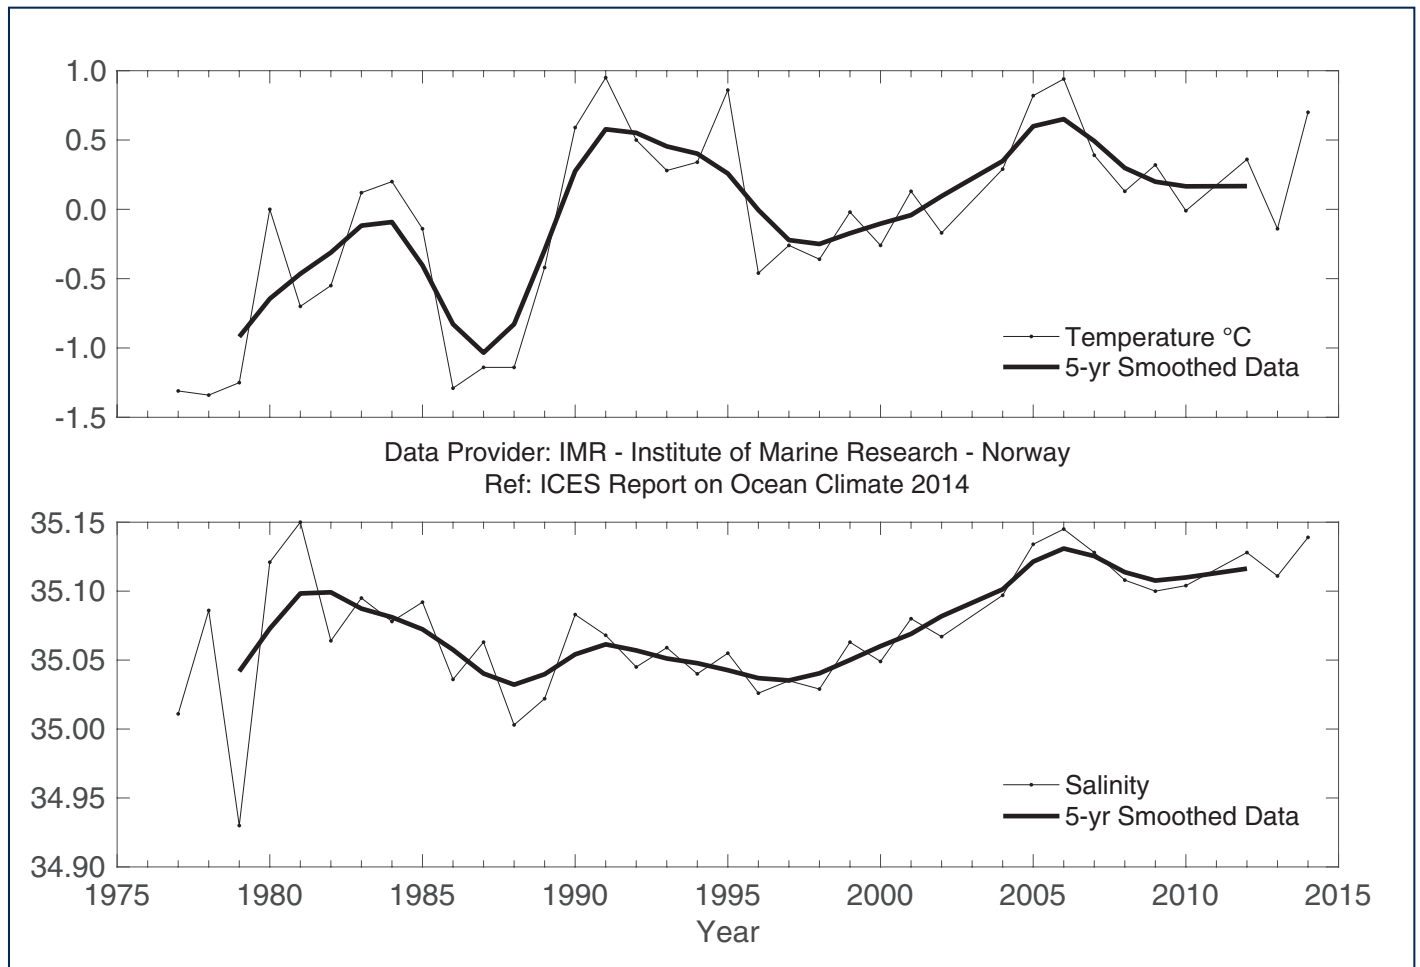 1.0
0.5
0.0
-0.5
-1.0
-1.5
Temperature °C
5-yr Smoothed Data
Data Provider: IMR - Institute of Marine Research - Norway
Ref: ICES Report on Ocean Climate 2014
35.15
35.10
35.05
35.00
34.95
34.90
Salinity
5-yr Smoothed Data
1975 1980 1985 1990 1995 2000 2005 2010 2015
Year